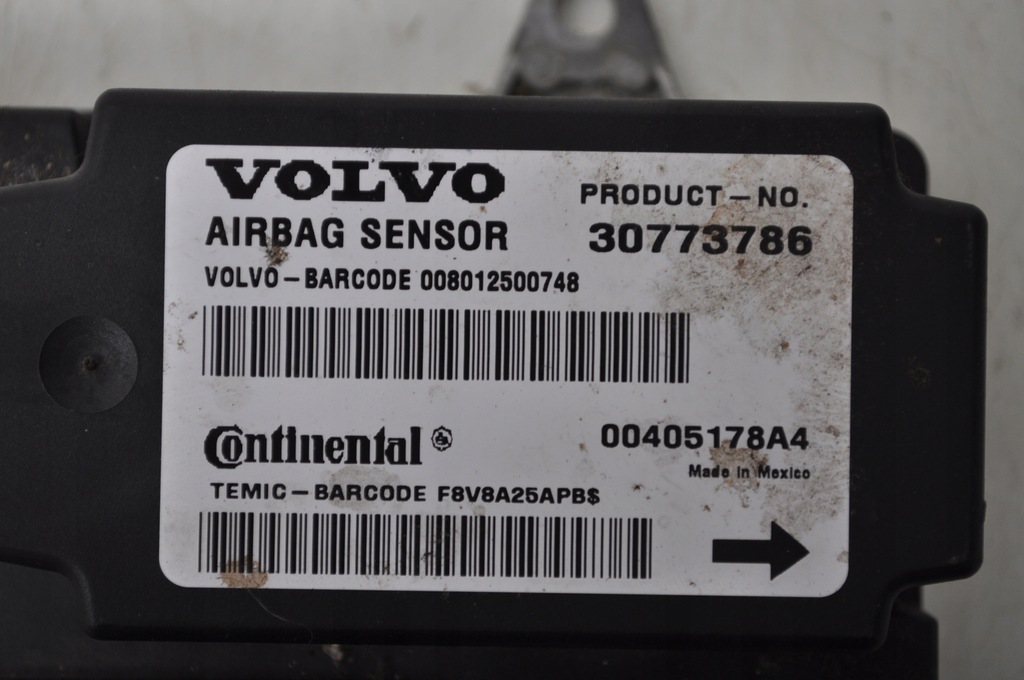 VOLVO
PRODUCT-NO.
AIRBAG SENSOR
30773786
VOLVO-BARCODE 008012500748
Continental
00405178A4
Made in Mexico
TEMIC-BARCODE F8V8A25APB$